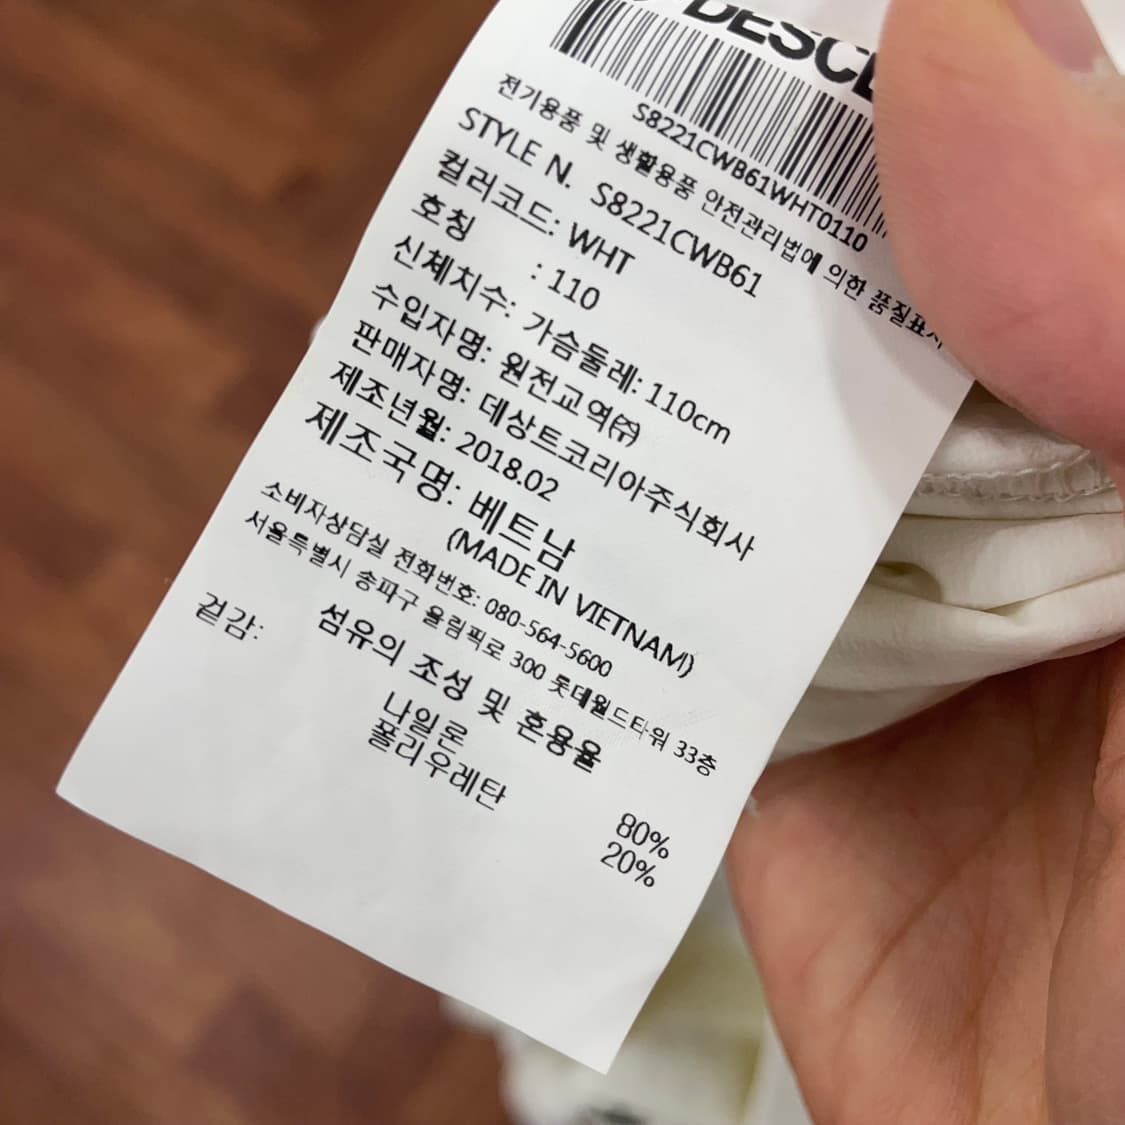 DESCE
S8221CWB61WHT0110
전기용품 및 생활용품 안전관리법에 의한 품질표시
STYLE N. S8221CWB61
컬러코드: WHT
호칭 : 110
신체치수: 가슴둘레: 110cm
수입자명: 원전교역㈜
판매자명: 데상트코리아주식회사
제조년월: 2018.02
제조국명: 베트남
(MADE IN VIETNAM)
소비자상담실 전화번호: 080-564-5600
서울특별시 송파구 올림픽로 300 롯데월드타워 33층
섬유의 조성 및 혼용율
겉감:
나일론 80%
폴리우레탄 20%